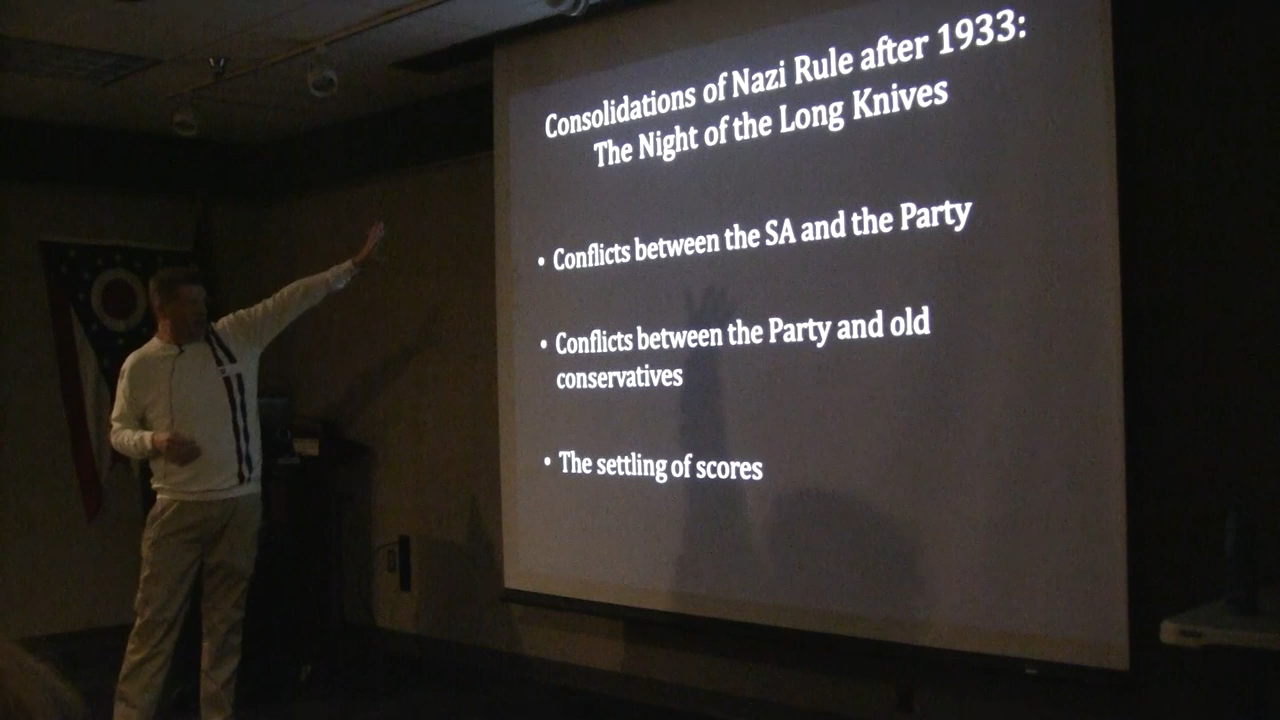 Consolidations of Nazi Rule after 1933:
The Night of the Long Knives
• Conflicts between the SA and the Party
• Conflicts between the Party and old
conservatives
• The settling of scores